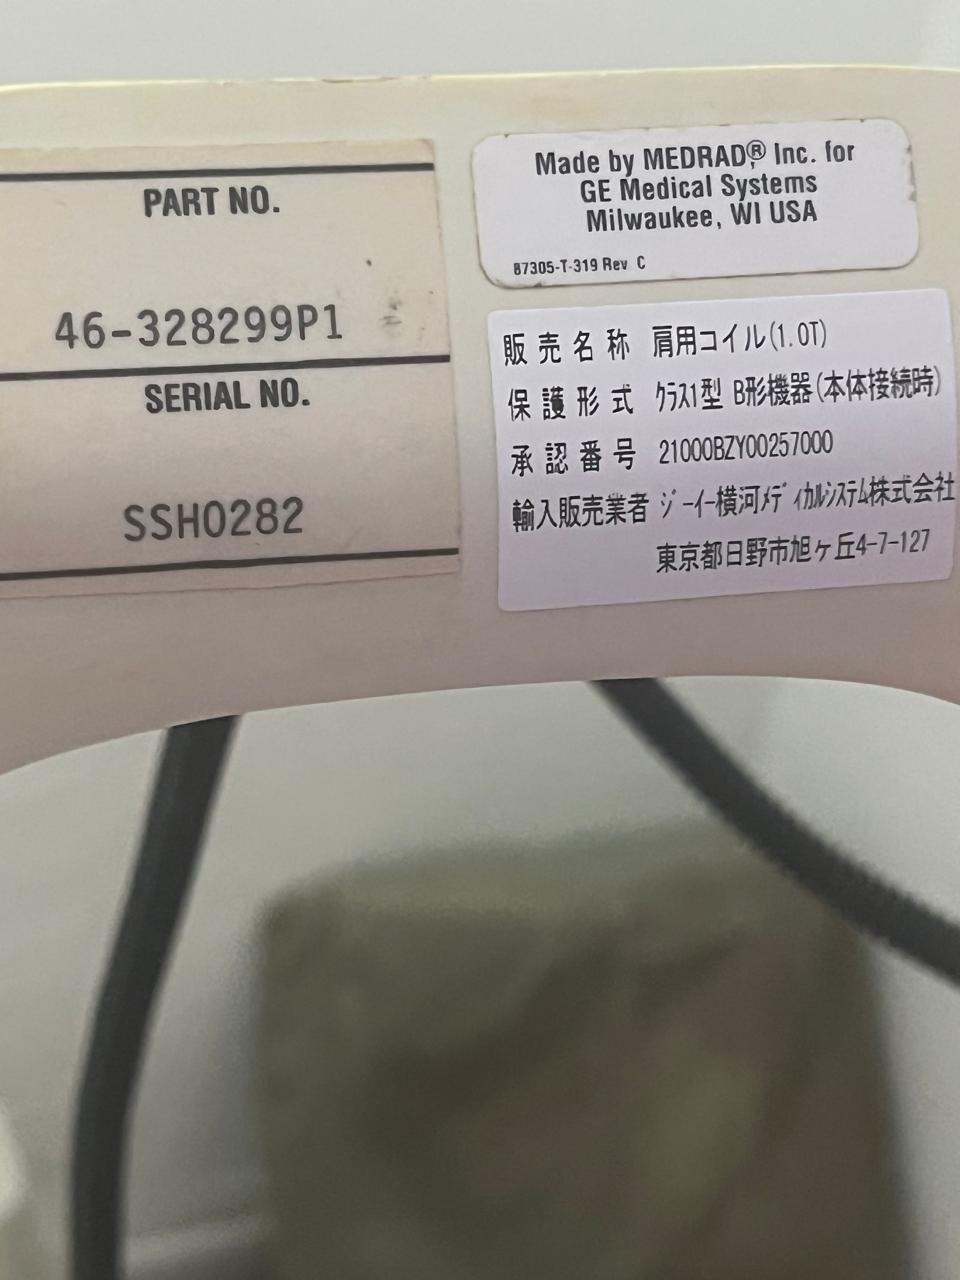 PART NO.
46-328299P1
SERIAL NO.
SSH0282
Made by MEDRAD®, Inc. for
GE Medical Systems
Milwaukee, WI USA
87305-T-319 Rev C
販売名称 肩用コイル(1.0T)
保護形式 クラス1型 B形機器(本体接続時)
承認番号 21000BZY00257000
輸入販売業者 ジーイー横河メディカルシステム株式会社
東京都日野市旭ケ丘4-7-127